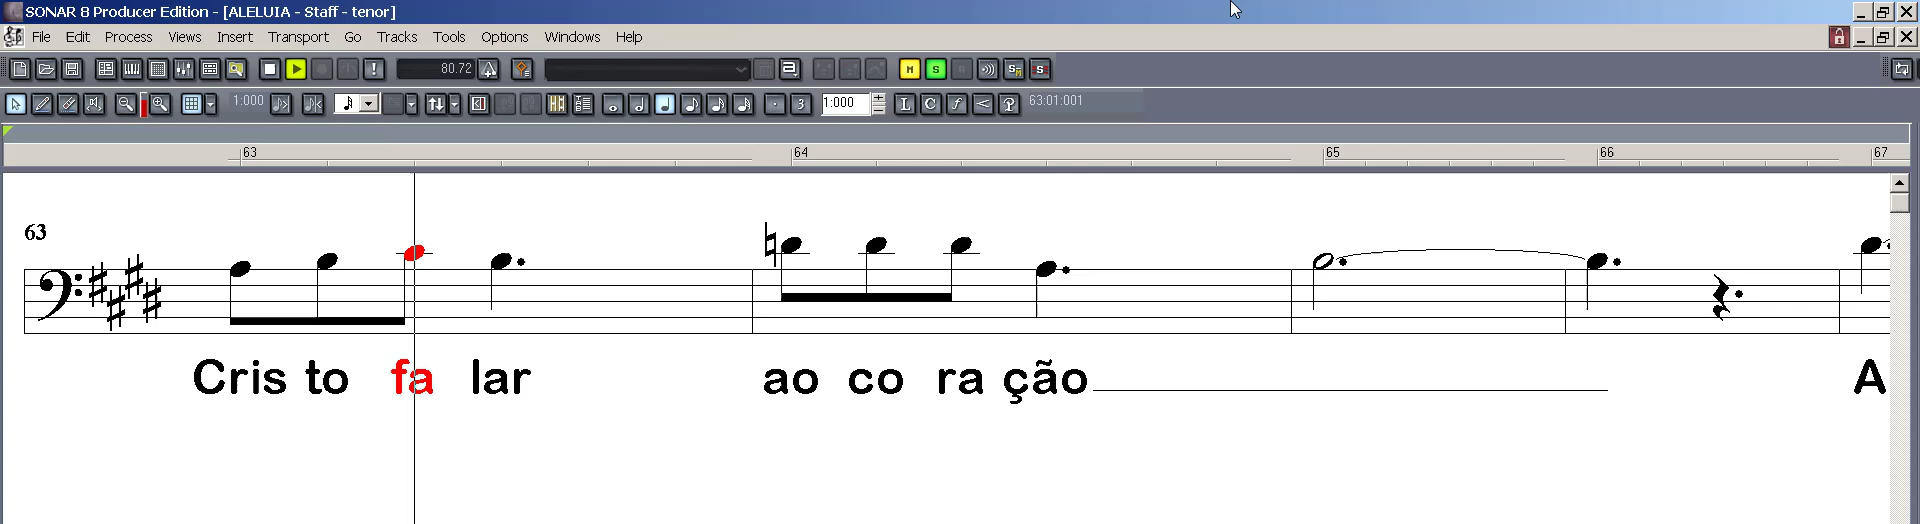 SONAR 8 Producer Edition - [ALELUIA - Staff - tenor]
File Edit Process Views Insert Transport Go Tracks Tools Options Windows Help
80.72 M S
1:000 3 1:000 L C f < P 63:01:001
63 64 65 66 67
63
Cris to fa lar ao co ra ção A